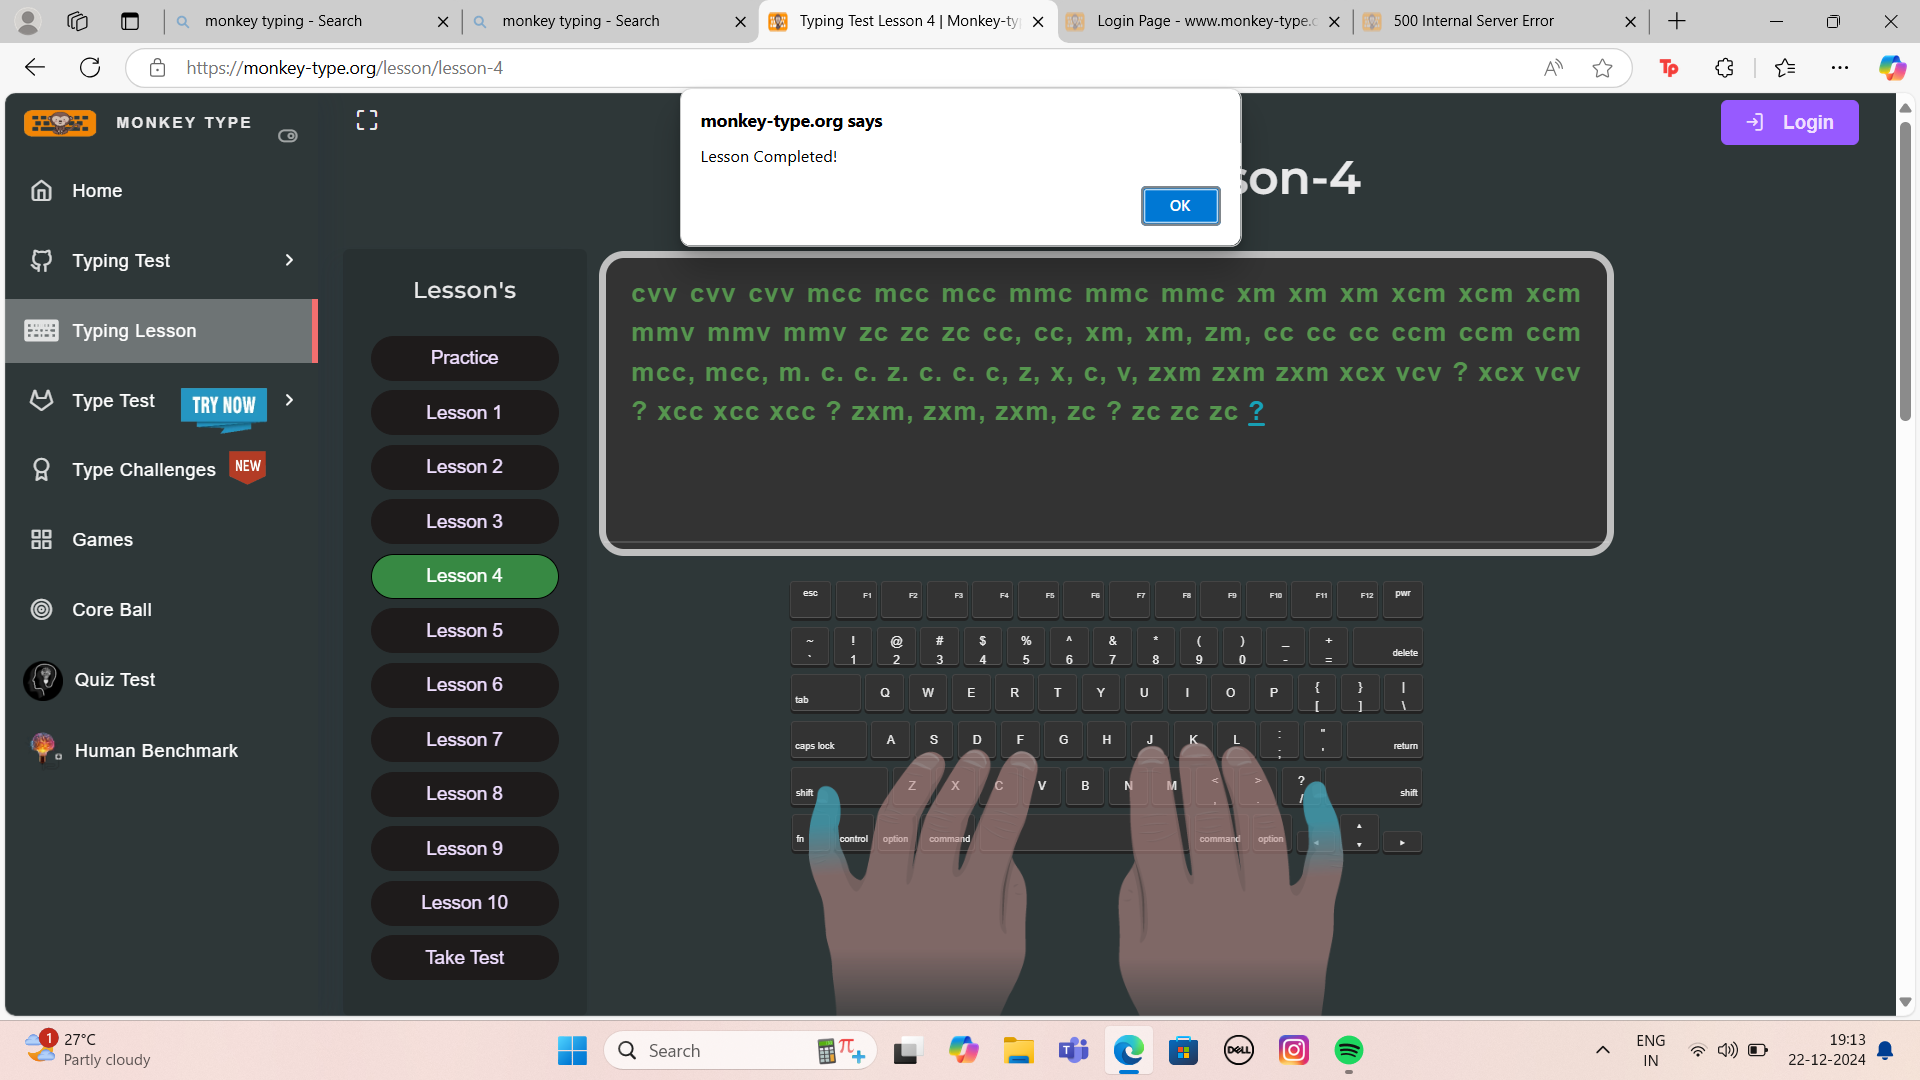 monkey typing - Search
monkey typing - Search
Typing Test Lesson 4 | Monkey-ty
Login Page - www.monkey-type.c
500 Internal Server Error
https://monkey-type.org/lesson/lesson-4
MONKEY TYPE
monkey-type.org says
Lesson Completed!
OK
Login
son-4
Home
Typing Test
Typing Lesson
Type Test TRY NOW
Type Challenges NEW
Games
Core Ball
Quiz Test
Human Benchmark
Lesson's
Practice
Lesson 1
Lesson 2
Lesson 3
Lesson 4
Lesson 5
Lesson 6
Lesson 7
Lesson 8
Lesson 9
Lesson 10
Take Test
cvv cvv cvv mcc mcc mcc mmc mmc mmc xm xm xm xcm xcm xcm
mmv mmv mmv zc zc zc cc, cc, xm, xm, zm, cc cc cc ccm ccm ccm
mcc, mcc, m. c. c. z. c. c. c, z, x, c, v, zxm zxm zxm xcx vcv ? xcx vcv
? xcc xcc xcc ? zxm, zxm, zxm, zc ? zc zc zc ?
esc F1 F2 F3 F4 F5 F6 F7 F8 F9 F10 F11 F12 pwr
~ ! @ # $ % ^ & * ( ) _ +
` 1 2 3 4 5 6 7 8 9 0 - = delete
tab Q W E R T Y U I O P { } |
[ ] \
caps lock A S D F G H J K L : " return
; '
shift Z X C V B N M < > ? shift
, . /
fn control option command command option
27°C
Partly cloudy
1
Search
DELL
ENG
IN
19:13
22-12-2024